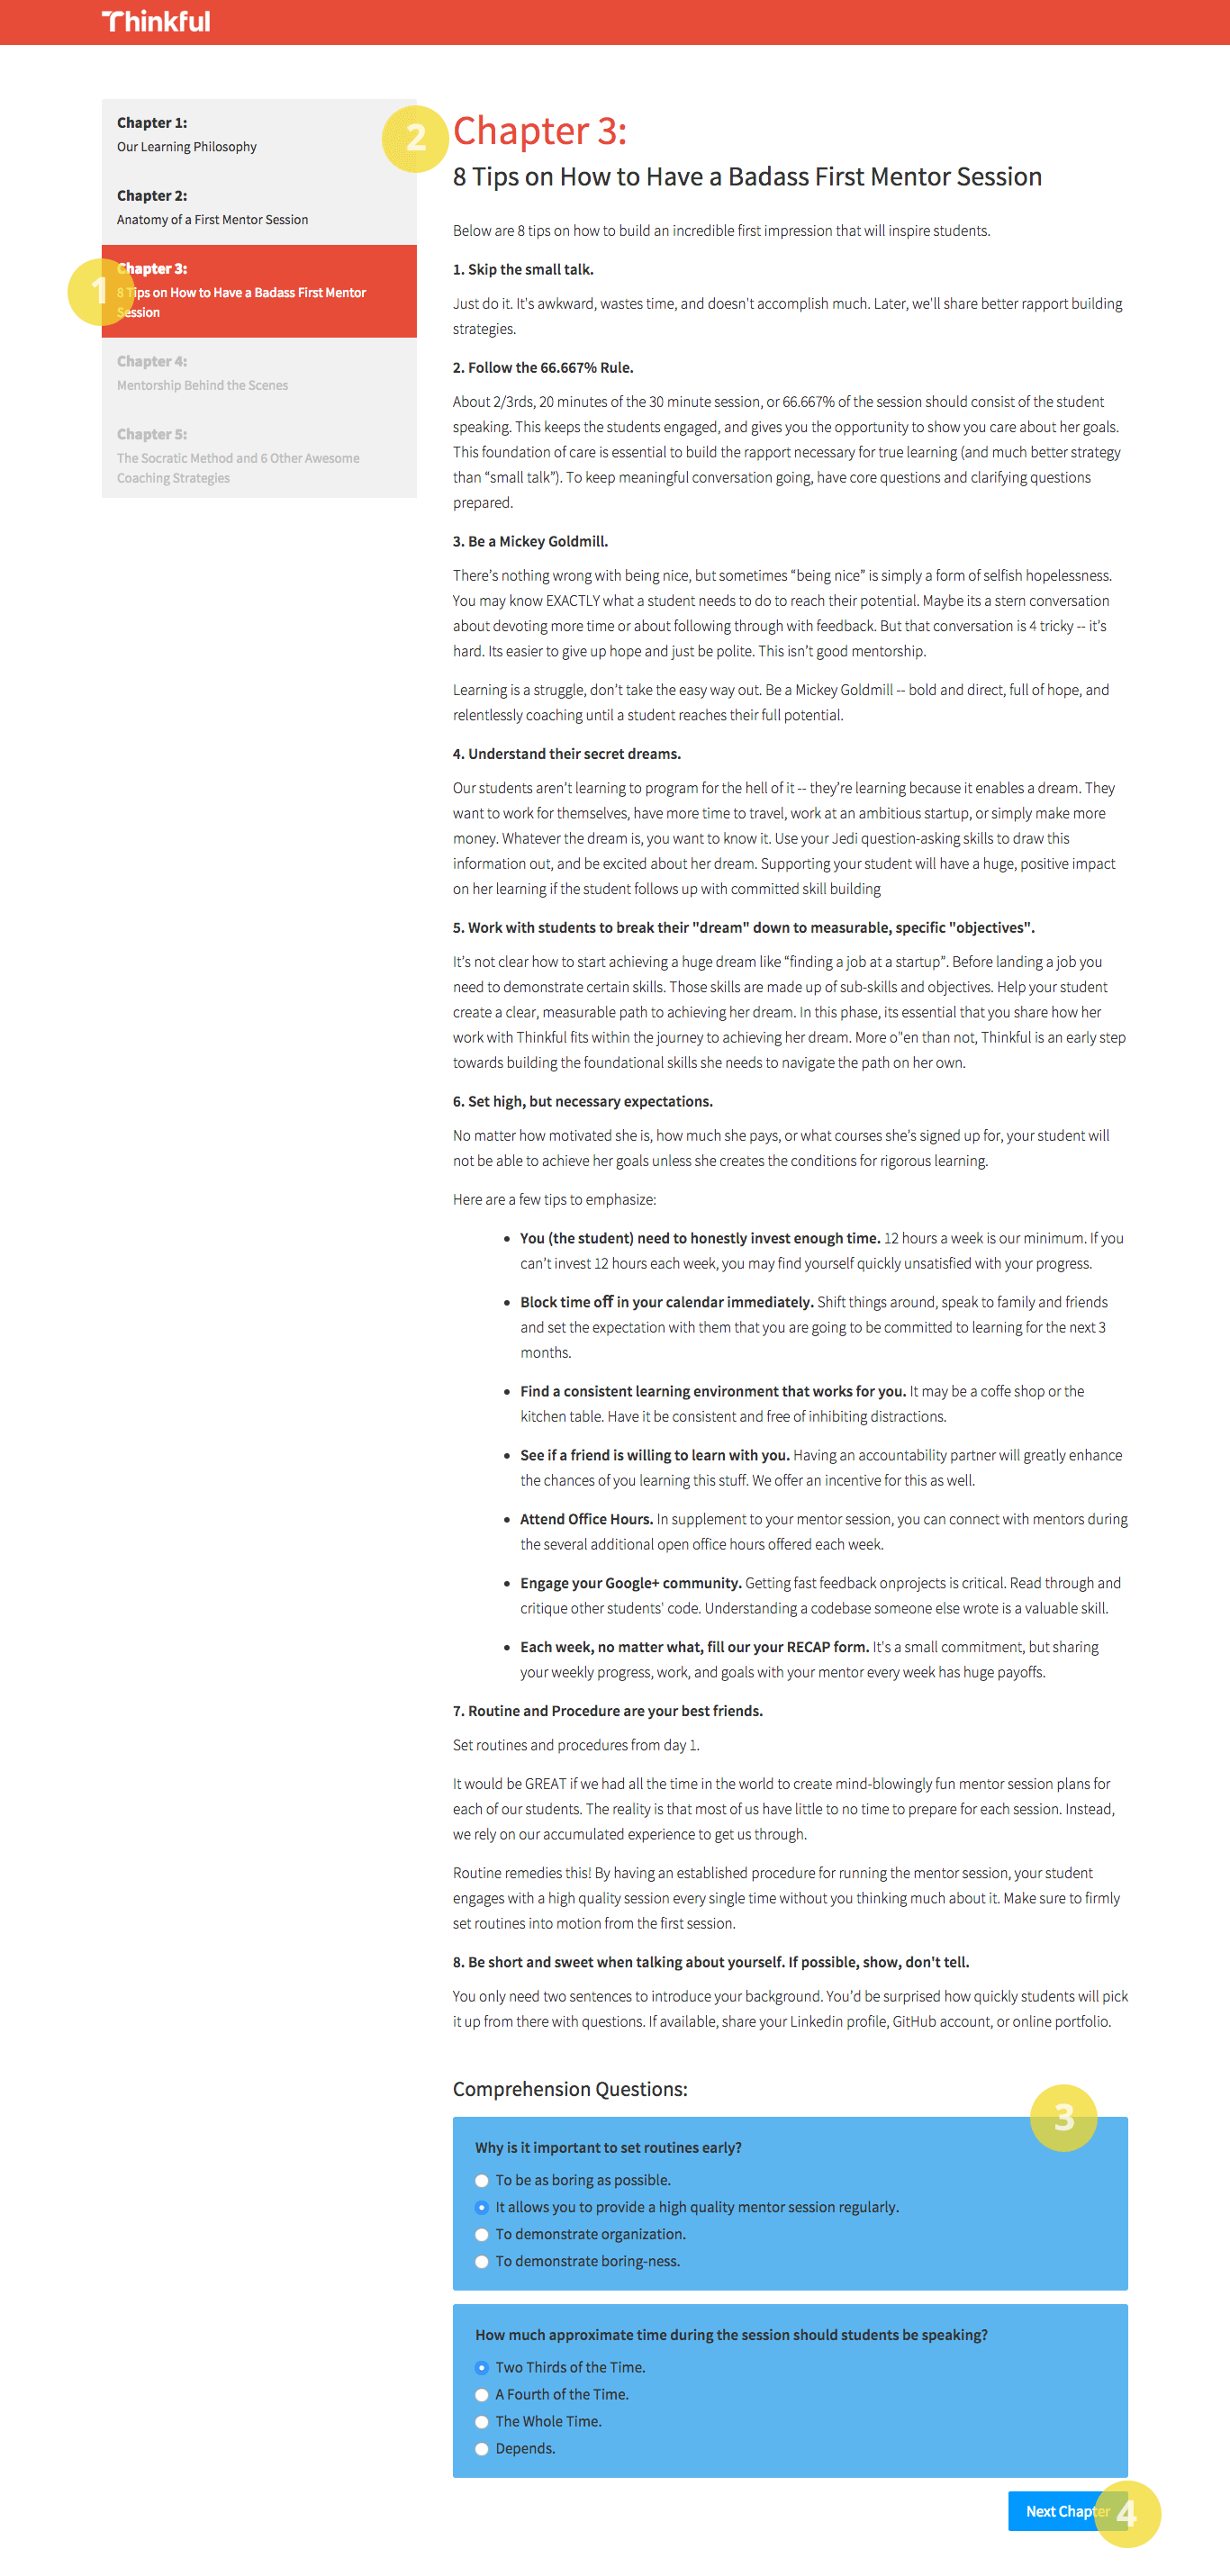 Thinkful
Chapter 1:
Our Learning Philosophy
Chapter 2:
Anatomy of a First Mentor Session
Chapter 3:
8 Tips on How to Have a Badass First Mentor
Session
1
Chapter 4:
Mentorship Behind the Scenes
Chapter 5:
The Socratic Method and 6 Other Awesome
Coaching Strategies
2
Chapter 3:
8 Tips on How to Have a Badass First Mentor Session
Below are 8 tips on how to build an incredible first impression that will inspire students.
1. Skip the small talk.
Just do it. It's awkward, wastes time, and doesn't accomplish much. Later, we'll share better rapport building
strategies.
2. Follow the 66.667% Rule.
About 2/3rds, 20 minutes of the 30 minute session, or 66.667% of the session should consist of the student
speaking. This keeps the students engaged, and gives you the opportunity to show you care about her goals.
This foundation of care is essential to build the rapport necessary for true learning (and much better strategy
than “small talk”). To keep meaningful conversation going, have core questions and clarifying questions
prepared.
3. Be a Mickey Goldmill.
There’s nothing wrong with being nice, but sometimes “being nice” is simply a form of selfish hopelessness.
You may know EXACTLY what a student needs to do to reach their potential. Maybe its a stern conversation
about devoting more time or about following through with feedback. But that conversation is 4 tricky -- it’s
hard. Its easier to give up hope and just be polite. This isn’t good mentorship.
Learning is a struggle, don’t take the easy way out. Be a Mickey Goldmill -- bold and direct, full of hope, and
relentlessly coaching until a student reaches their full potential.
4. Understand their secret dreams.
Our students aren’t learning to program for the hell of it -- they’re learning because it enables a dream. They
want to work for themselves, have more time to travel, work at an ambitious startup, or simply make more
money. Whatever the dream is, you want to know it. Use your Jedi question-asking skills to draw this
information out, and be excited about her dream. Supporting your student will have a huge, positive impact
on her learning if the student follows up with committed skill building
5. Work with students to break their "dream" down to measurable, specific "objectives".
It’s not clear how to start achieving a huge dream like “finding a job at a startup”. Before landing a job you
need to demonstrate certain skills. Those skills are made up of sub-skills and objectives. Help your student
create a clear, measurable path to achieving her dream. In this phase, its essential that you share how her
work with Thinkful fits within the journey to achieving her dream. More o"en than not, Thinkful is an early step
towards building the foundational skills she needs to navigate the path on her own.
6. Set high, but necessary expectations.
No matter how motivated she is, how much she pays, or what courses she’s signed up for, your student will
not be able to achieve her goals unless she creates the conditions for rigorous learning.
Here are a few tips to emphasize:
• You (the student) need to honestly invest enough time. 12 hours a week is our minimum. If you
can’t invest 12 hours each week, you may find yourself quickly unsatisfied with your progress.
• Block time off in your calendar immediately. Shift things around, speak to family and friends
and set the expectation with them that you are going to be committed to learning for the next 3
months.
• Find a consistent learning environment that works for you. It may be a coffe shop or the
kitchen table. Have it be consistent and free of inhibiting distractions.
• See if a friend is willing to learn with you. Having an accountability partner will greatly enhance
the chances of you learning this stuff. We offer an incentive for this as well.
• Attend Office Hours. In supplement to your mentor session, you can connect with mentors during
the several additional open office hours offered each week.
• Engage your Google+ community. Getting fast feedback onprojects is critical. Read through and
critique other students' code. Understanding a codebase someone else wrote is a valuable skill.
• Each week, no matter what, fill our your RECAP form. It's a small commitment, but sharing
your weekly progress, work, and goals with your mentor every week has huge payoffs.
7. Routine and Procedure are your best friends.
Set routines and procedures from day 1.
It would be GREAT if we had all the time in the world to create mind-blowingly fun mentor session plans for
each of our students. The reality is that most of us have little to no time to prepare for each session. Instead,
we rely on our accumulated experience to get us through.
Routine remedies this! By having an established procedure for running the mentor session, your student
engages with a high quality session every single time without you thinking much about it. Make sure to firmly
set routines into motion from the first session.
8. Be short and sweet when talking about yourself. If possible, show, don't tell.
You only need two sentences to introduce your background. You’d be surprised how quickly students will pick
it up from there with questions. If available, share your Linkedin profile, GitHub account, or online portfolio.
Comprehension Questions:
3
Why is it important to set routines early?
To be as boring as possible.
It allows you to provide a high quality mentor session regularly.
To demonstrate organization.
To demonstrate boring-ness.
How much approximate time during the session should students be speaking?
Two Thirds of the Time.
A Fourth of the Time.
The Whole Time.
Depends.
Next Chapter
4